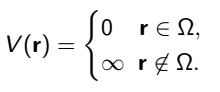 V(r) = { 0 r ∈ Ω,
∞ r ∉ Ω.